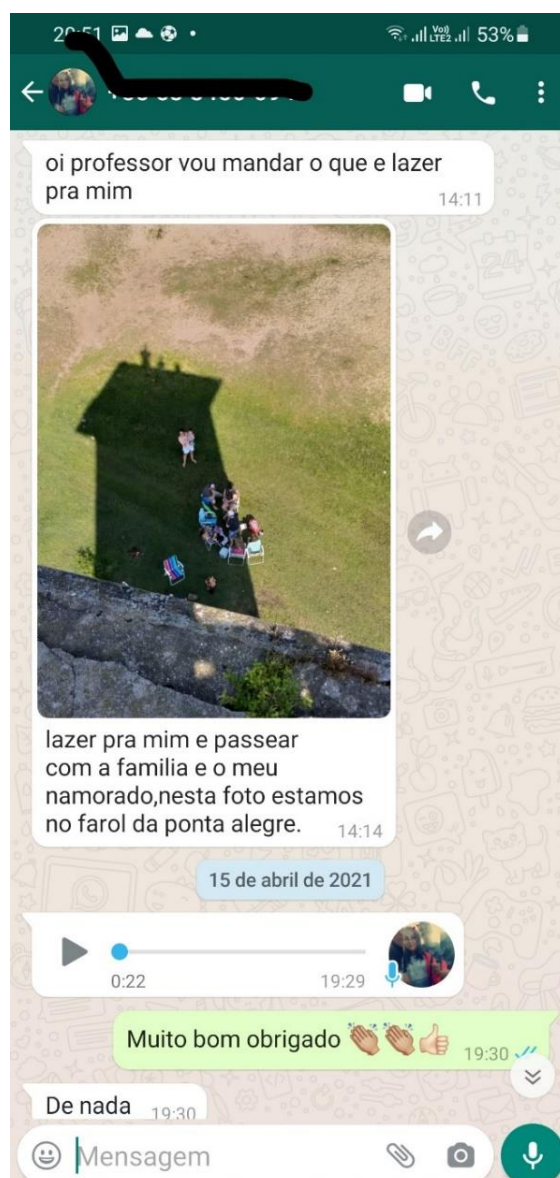 53%
oi professor vou mandar o que e lazer
pra mim
14:11
lazer pra mim e passear
com a familia e o meu
namorado,nesta foto estamos
no farol da ponta alegre.
14:14
15 de abril de 2021
0:22
19:29
Muito bom obrigado
19:30
De nada
19:30
Mensagem